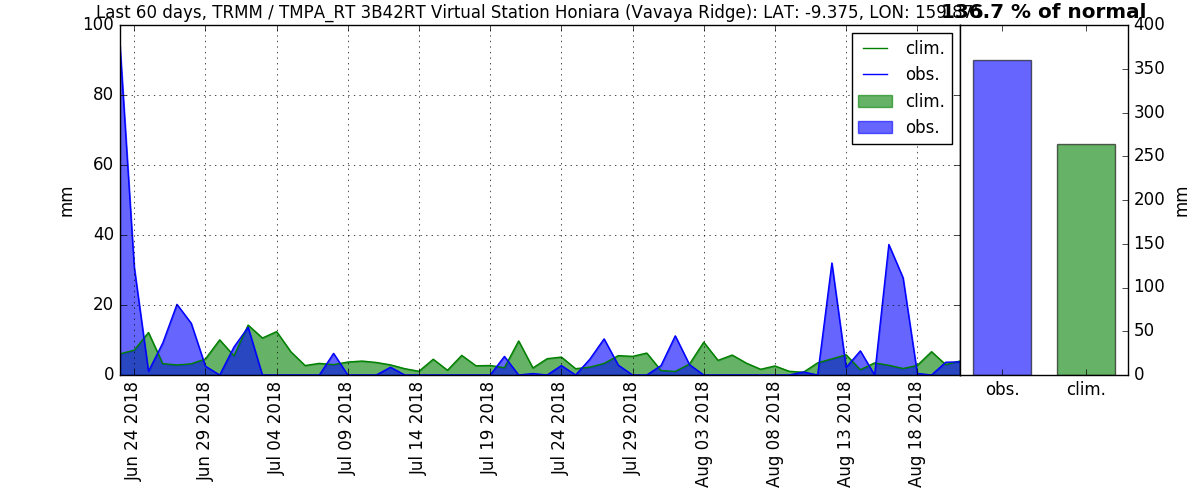 Last 60 days, TRMM / TMPA_RT 3B42RT Virtual Station Honiara (Vavaya Ridge): LAT: -9.375, LON:
136.7 % of normal
100
80
60
40
20
0
mm
clim.
obs.
clim.
obs.
400
350
300
250
200
150
100
50
0
mm
obs.
clim.
Jun 24 2018
Jun 29 2018
Jul 04 2018
Jul 09 2018
Jul 14 2018
Jul 19 2018
Jul 24 2018
Jul 29 2018
Aug 03 2018
Aug 08 2018
Aug 13 2018
Aug 18 2018